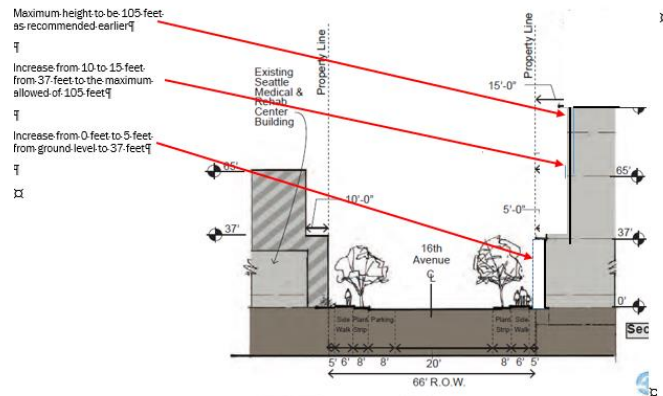 Maximum height to be 105 feet
as recommended earlier¶
¶
Increase from 10 to 15 feet
from 37 feet to the maximum
allowed of 105 feet¶
¶
Increase from 0 feet to 5 feet
from ground level to 37 feet¶
¶
¤
¤
Property Line
Property Line
15'-0"
Existing
Seattle
Medical &
Rehab
Center
Building
65'
65'
10'-0"
5'-0"
37'
37'
16th
Avenue
℄
0'
Side
Walk
Plant
Strip
Parking
Plant
Strip
Side
Walk
Sec
5' 6' 8' 8' 20' 8' 6' 5'
66' R.O.W.
¤